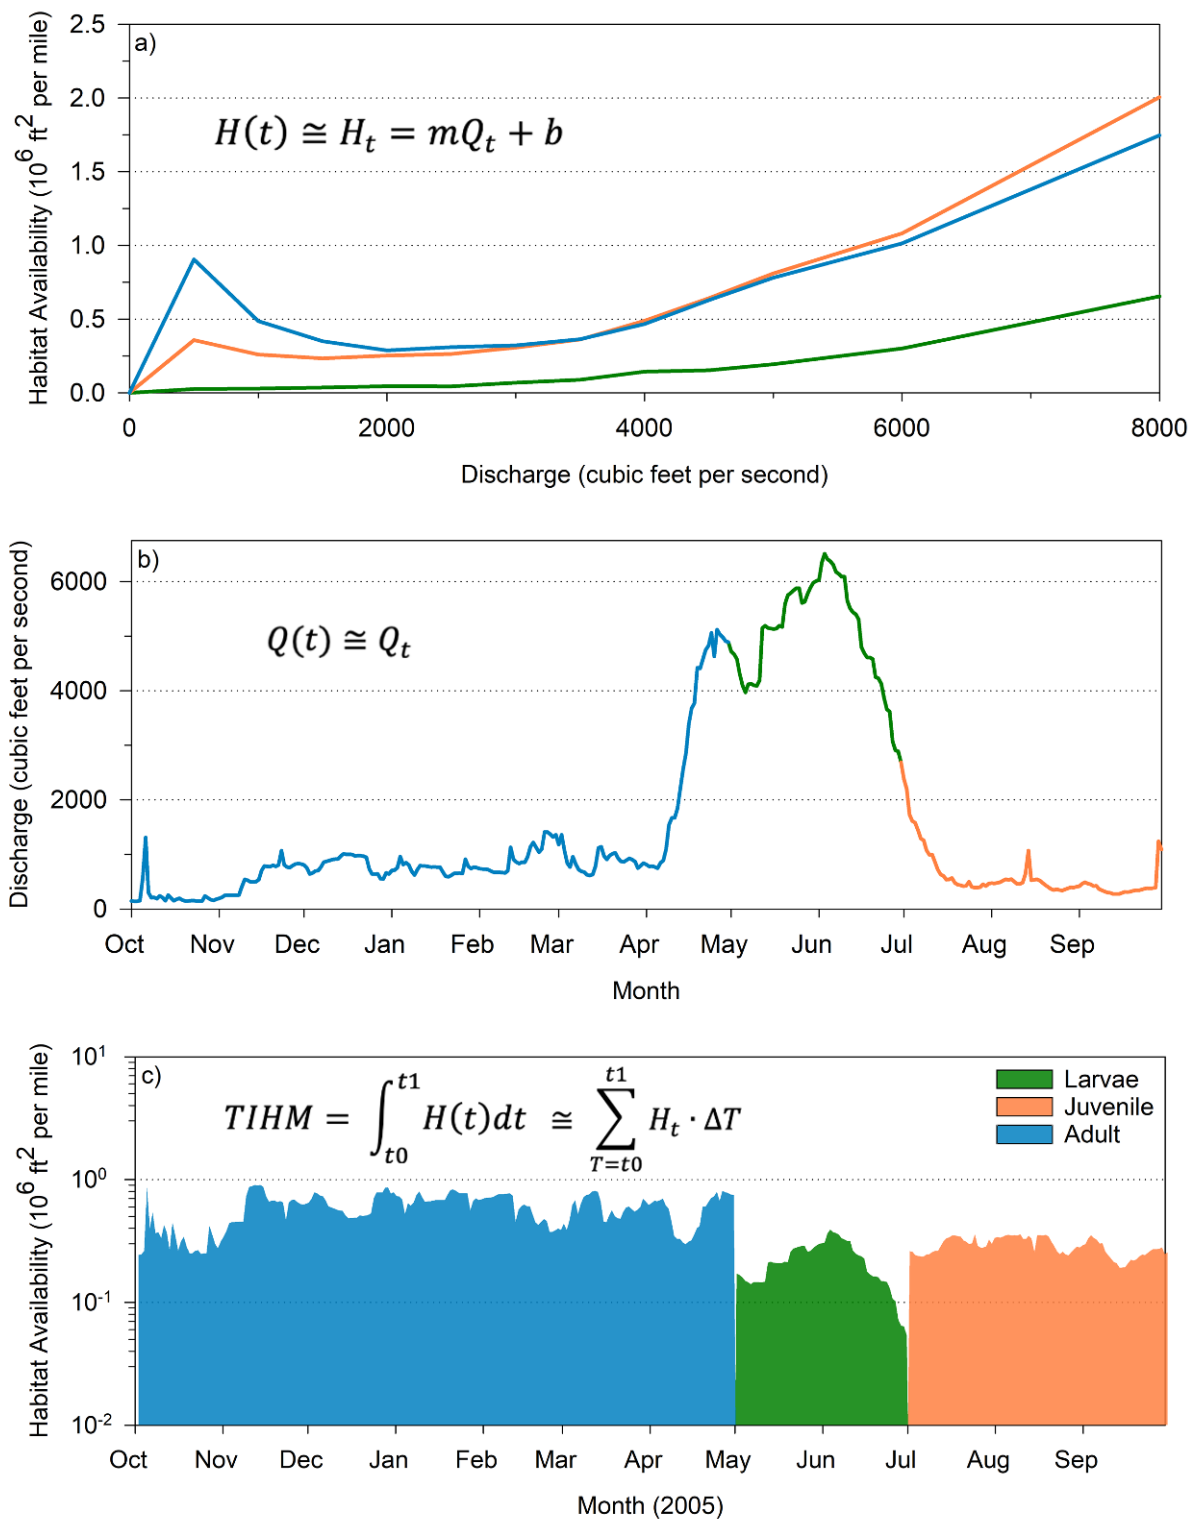 a)
Habitat Availability (10⁶ ft² per mile)
2.5
2.0
1.5
1.0
0.5
0.0
H(t) ≅ Hₜ = mQₜ + b
0 2000 4000 6000 8000
Discharge (cubic feet per second)
b)
Discharge (cubic feet per second)
6000
4000
2000
0
Q(t) ≅ Qₜ
Oct Nov Dec Jan Feb Mar Apr May Jun Jul Aug Sep
Month
c)
Habitat Availability (10⁶ ft² per mile)
10¹
10⁰
10⁻¹
10⁻²
TIHM = ∫_{t0}^{t1} H(t)dt ≅ ∑_{T=t0}^{t1} Hₜ · ΔT
Larvae
Juvenile
Adult
Oct Nov Dec Jan Feb Mar Apr May Jun Jul Aug Sep
Month (2005)